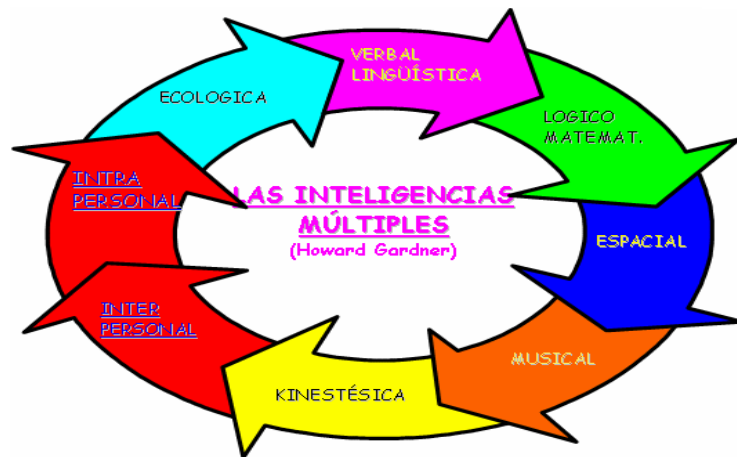 VERBAL
LINGÜÍSTICA
ECOLOGICA
LOGICO
MATEMAT.
INTRA
PERSONAL
LAS INTELIGENCIAS
MÚLTIPLES
(Howard Gardner)
ESPACIAL
INTER
PERSONAL
MUSICAL
KINESTÉSICA